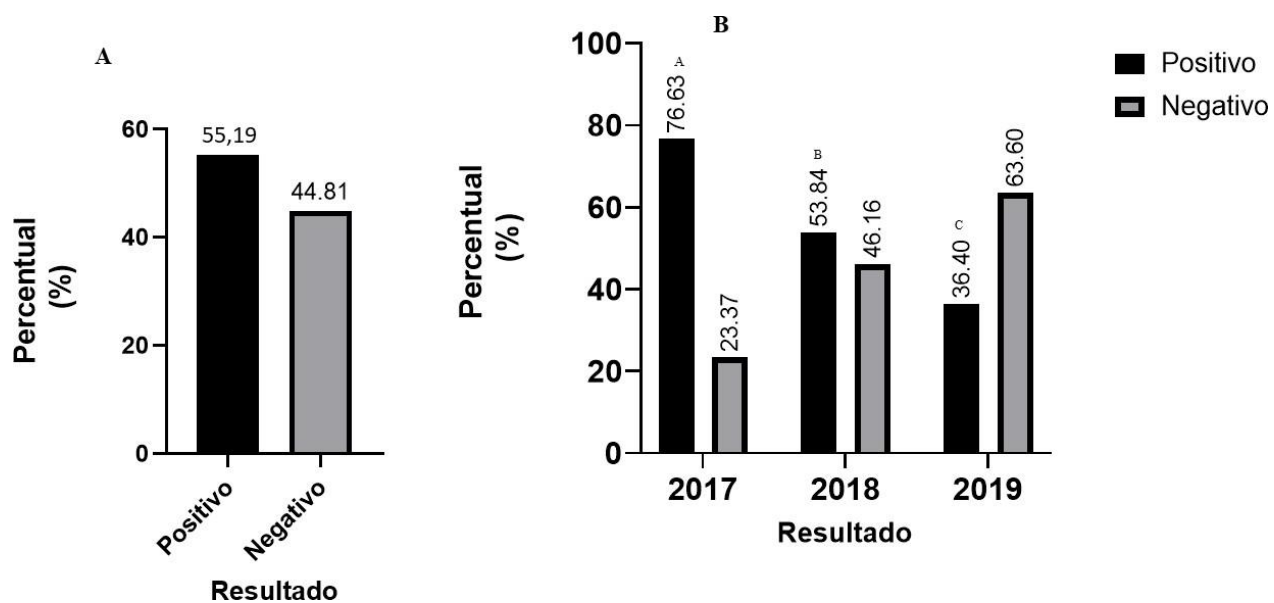 A
60
40
20
0
Percentual
(%)
55,19
44.81
Positivo
Negativo
Resultado
B
100
80
60
40
20
0
Percentual
(%)
76.63 A
23.37
53.84 B
46.16
36.40 C
63.60
2017
2018
2019
Resultado
Positivo
Negativo